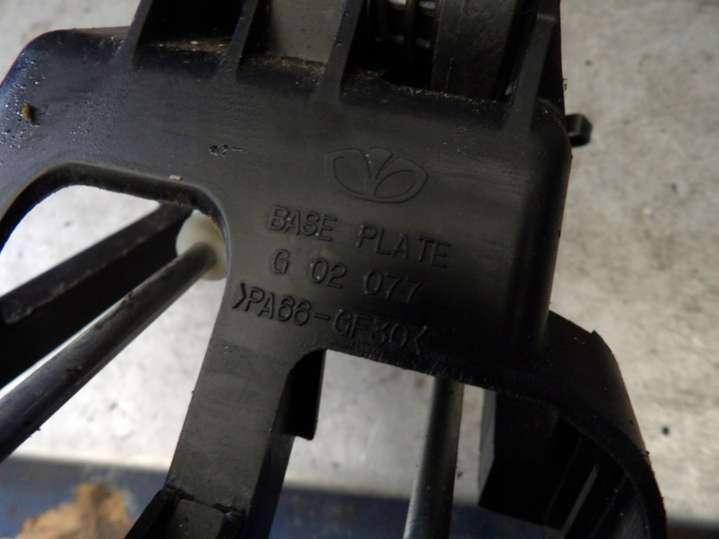 BASE PLATE
G 02 077
>PA66-GF30<